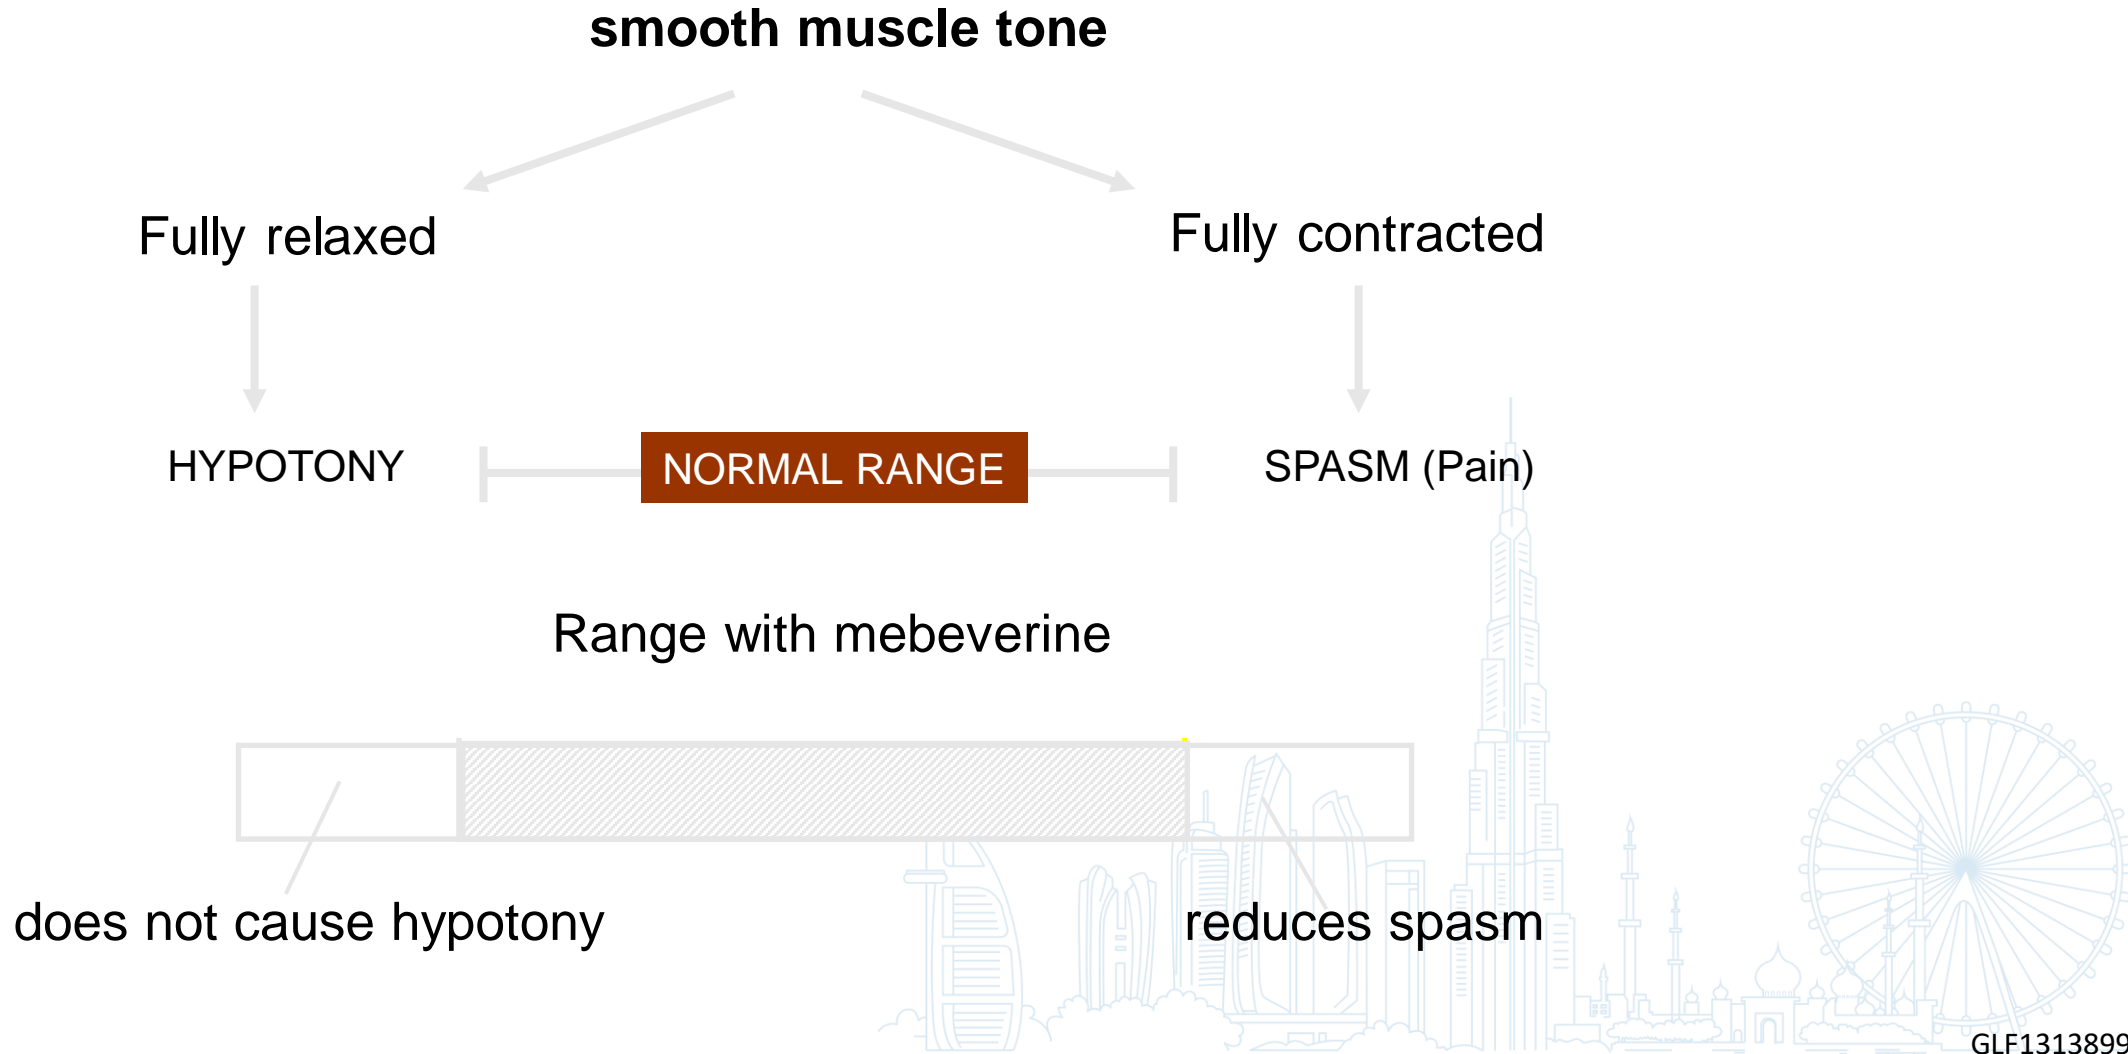 smooth muscle tone
Fully relaxed
Fully contracted
HYPOTONY
NORMAL RANGE
SPASM (Pain)
Range with mebeverine
does not cause hypotony
reduces spasm
GLF1313899